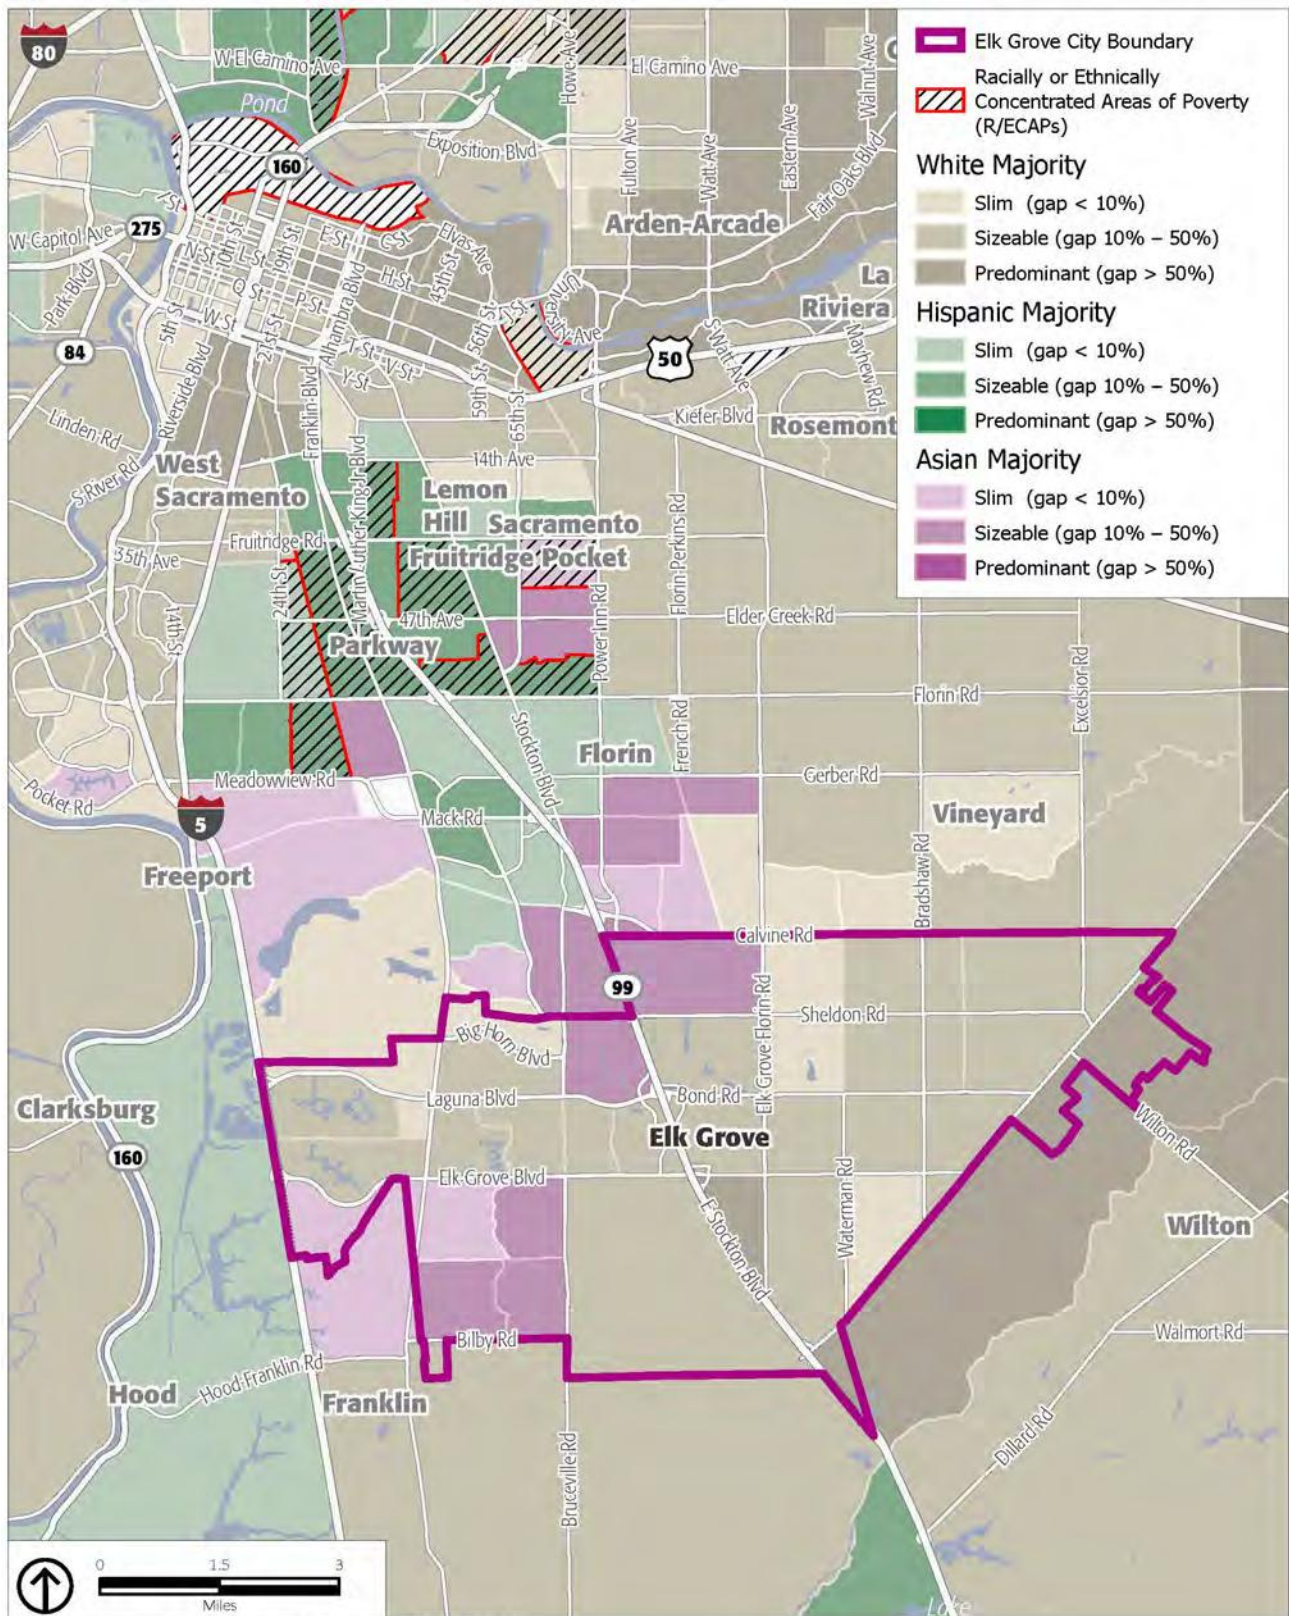 80
W El Camino Ave
El Camino Ave
Howe Ave
Walnut Ave
C
Pond
160
Exposition Blvd
Fulton Ave
Watt Ave
Eastern Ave
Fair Oaks Blvd
Arden-Arcade
La
Riviera
I St
275
W Capitol Ave
Park Blvd
N St
10th St
L St
19th St
E St
C St
Elvas Ave
H St
45th St
Q St
P St
5th St
W St
21st St
Alhambra Blvd
T St
V St
Y St
56th St
J St
University Ave
59th St
65th St
50
S Watt Ave
Mayhew Rd
84
Riverside Blvd
Franklin Blvd
Kiefer Blvd
Rosemont
Linden Rd
S River Rd
West
Sacramento
Martin Luther King Jr Blvd
14th Ave
Lemon
Hill
Sacramento
Fruitridge Rd
Fruitridge Pocket
35th Ave
24th St
14th St
47th Ave
Parkway
Power Inn Rd
Florin Perkins Rd
Elder Creek Rd
Excelsior Rd
Florin Rd
Stockton Blvd
Florin
French Rd
Meadowview Rd
Gerber Rd
Pocket Rd
5
Mack Rd
Vineyard
Freeport
Bradshaw Rd
Calvine Rd
99
Elk Grove Florin Rd
Sheldon Rd
Big Horn Blvd
Clarksburg
Laguna Blvd
Bond Rd
Elk Grove
160
Wilton Rd
Elk Grove Blvd
E Stockton Blvd
Waterman Rd
Wilton
Bilby Rd
Walmort Rd
Hood
Hood-Franklin Rd
Franklin
Bruceville Rd
Dillard Rd
Lake
Elk Grove City Boundary
Racially or Ethnically
Concentrated Areas of Poverty
(R/ECAPs)
White Majority
Slim (gap < 10%)
Sizeable (gap 10% – 50%)
Predominant (gap > 50%)
Hispanic Majority
Slim (gap < 10%)
Sizeable (gap 10% – 50%)
Predominant (gap > 50%)
Asian Majority
Slim (gap < 10%)
Sizeable (gap 10% – 50%)
Predominant (gap > 50%)
0 1.5 3
Miles